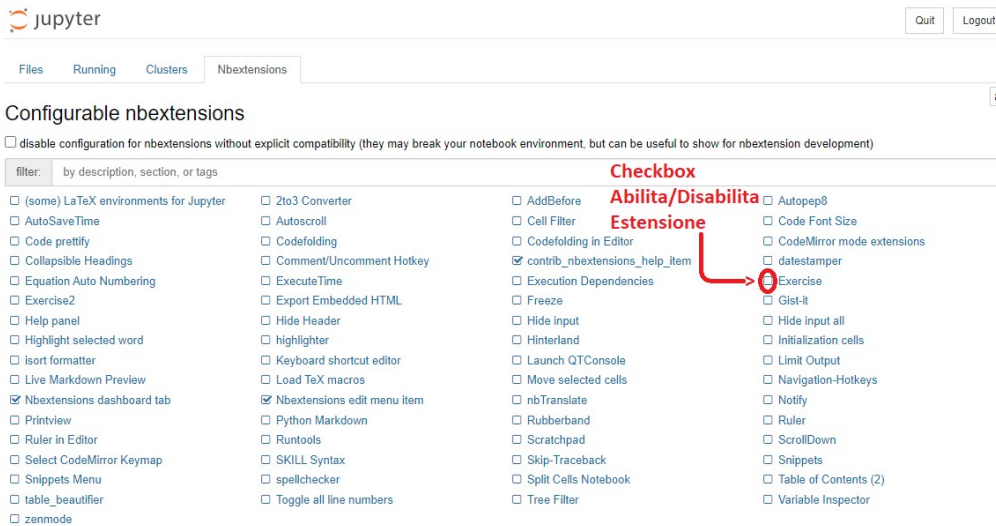 jupyter
Quit Logout
Files Running Clusters Nbextensions
Configurable nbextensions
disable configuration for nbextensions without explicit compatibility (they may break your notebook environment, but can be useful to show for nbextension development)
filter: by description, section, or tags
Checkbox
Abilita/Disabilita
Estensione
(some) LaTeX environments for Jupyter 2to3 Converter AddBefore Autopep8
AutoSaveTime Autoscroll Cell Filter Code Font Size
Code prettify Codefolding Codefolding in Editor CodeMirror mode extensions
Collapsible Headings Comment/Uncomment Hotkey contrib_nbextensions_help_item datestamper
Equation Auto Numbering ExecuteTime Execution Dependencies Exercise
Exercise2 Export Embedded HTML Freeze Gist-it
Help panel Hide Header Hide input Hide input all
Highlight selected word highlighter Hinterland Initialization cells
isort formatter Keyboard shortcut editor Launch QTConsole Limit Output
Live Markdown Preview Load TeX macros Move selected cells Navigation-Hotkeys
Nbextensions dashboard tab Nbextensions edit menu item nbTranslate Notify
Printview Python Markdown Rubberband Ruler
Ruler in Editor Runtools Scratchpad ScrollDown
Select CodeMirror Keymap SKILL Syntax Skip-Traceback Snippets
Snippets Menu spellchecker Split Cells Notebook Table of Contents (2)
table_beautifier Toggle all line numbers Tree Filter Variable Inspector
zenmode